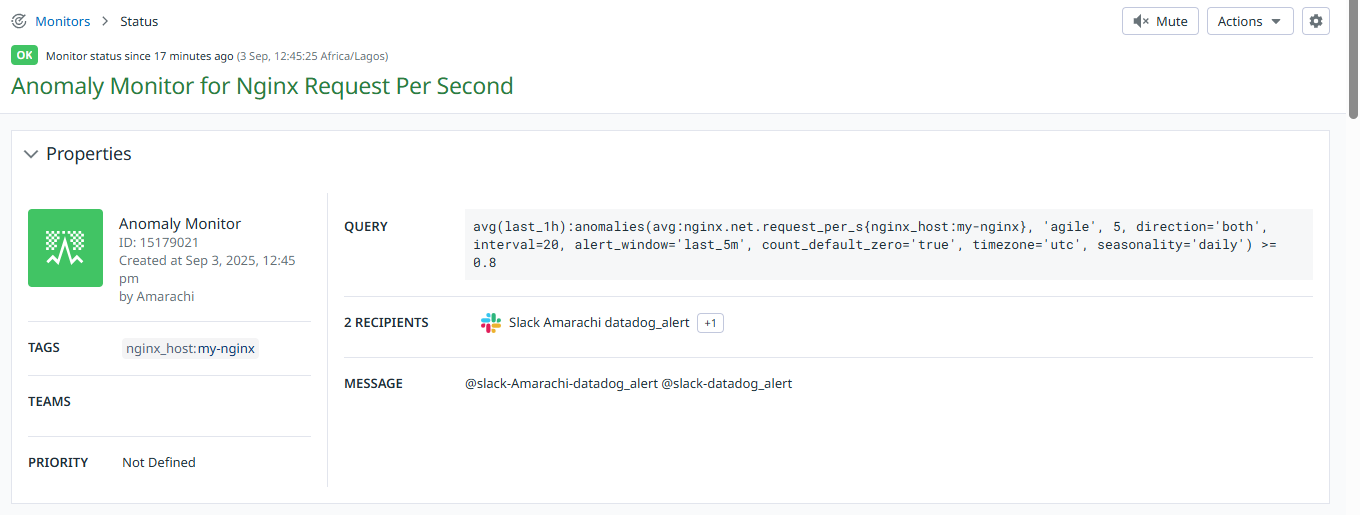 Monitors > Status
Mute
Actions
OK Monitor status since 17 minutes ago (3 Sep, 12:45:25 Africa/Lagos)
Anomaly Monitor for Nginx Request Per Second
Properties
Anomaly Monitor
ID: 15179021
Created at Sep 3, 2025, 12:45
pm
by Amarachi
TAGS nginx_host:my-nginx
TEAMS
PRIORITY Not Defined
QUERY
avg(last_1h):anomalies(avg:nginx.net.request_per_s{nginx_host:my-nginx}, 'agile', 5, direction='both',
interval=20, alert_window='last_5m', count_default_zero='true', timezone='utc', seasonality='daily') >=
0.8
2 RECIPIENTS Slack Amarachi datadog_alert +1
MESSAGE @slack-Amarachi-datadog_alert @slack-datadog_alert